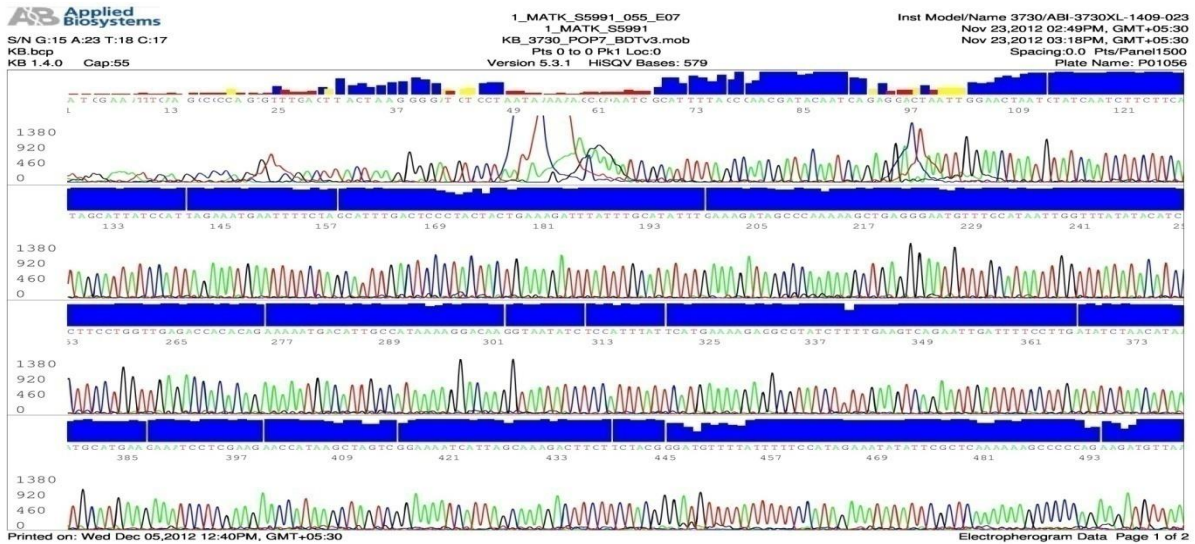 AB Applied Biosystems
S/N G:15 A:23 T:18 C:17
KB.bcp
KB 1.4.0 Cap:55
1_MATK_S5991_055_E07
1_MATK_S5991
KB_3730_POP7_BDTv3.mob
Pts 0 to 0 Pk1 Loc:0
Version 5.3.1 HiSQV Bases: 579
Inst Model/Name 3730/ABI-3730XL-1409-023
Nov 23,2012 02:49PM, GMT+05:30
Nov 23,2012 03:18PM, GMT+05:30
Spacing:0.0 Pts/Panel1500
Plate Name: P01056
1 13 25 37 49 61 73 85 97 109 121
1380
920
460
0
TAGCATTATCCATTAGAAATGAATTTTCTAGCATTTGACTCCCTACTACTGAAAGATTTATTTGCATATTTGAAAGATAGCCCAAAAAGCTGAGGGAATGTTTGCATAATTGGTTTATATACATC
133 145 157 169 181 193 205 217 229 241
1380
920
460
0
CTTCCTGGTTGAGACCACACAGAAAAATGACATTGCCATAAAAGGACAAGGTAATATCTCCATTTATTCATGAAAAGAGGCGTATCTTTTGAAGTCAGAATTGATTTTCCTTGATATCTAACATAA
265 277 289 301 313 325 337 349 361 373
1380
920
460
0
TGCATGAAGGAATCCTCGAAGAACCATAAGCTAGTCGGAAAATCATTAGCAAAGACTTCTTCTACGGGATGTTTTATTTTTCCATAGAAATATATTCGCTCAAAAAAGCCCCCAGAAGATGTTAA
385 397 409 421 433 445 457 469 481 493
1380
920
460
0
Printed on: Wed Dec 05,2012 12:40PM, GMT+05:30
Electropherogram Data Page 1 of 2